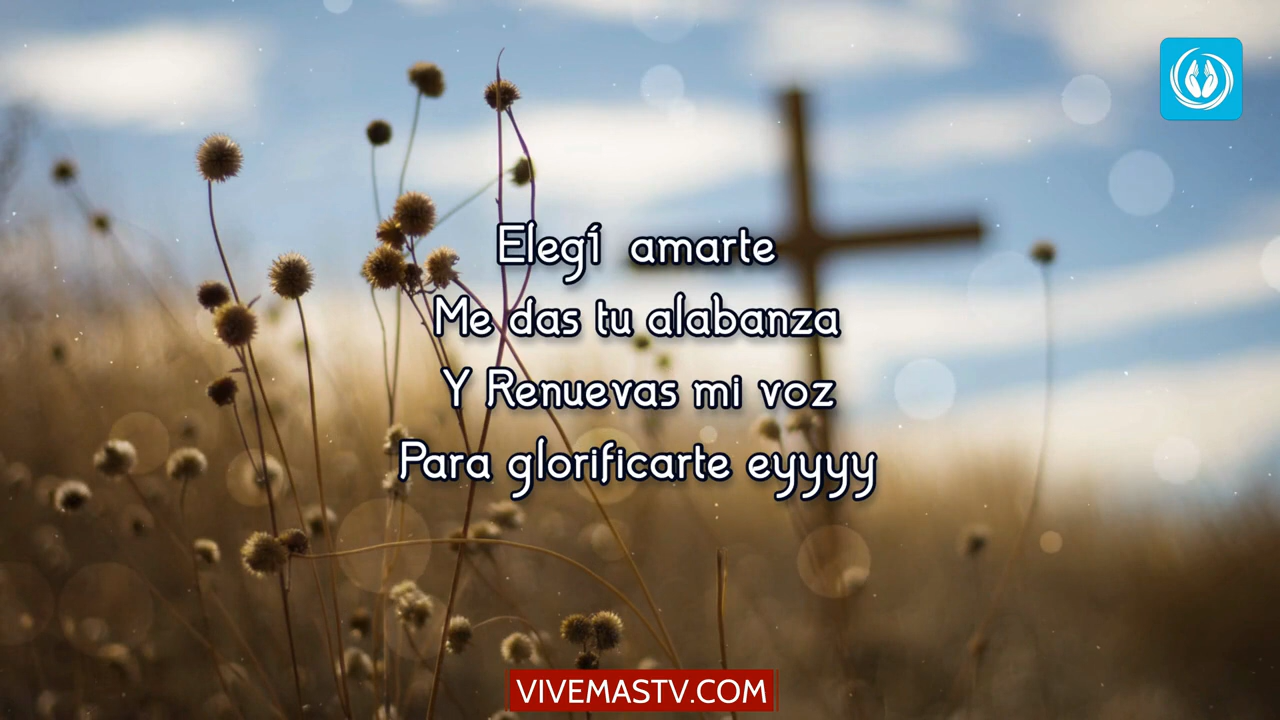 Elegí amarte
Me das tu alabanza
Y Renuevas mi voz
Para glorificarte eyyyy
VIVEMASTV.COM